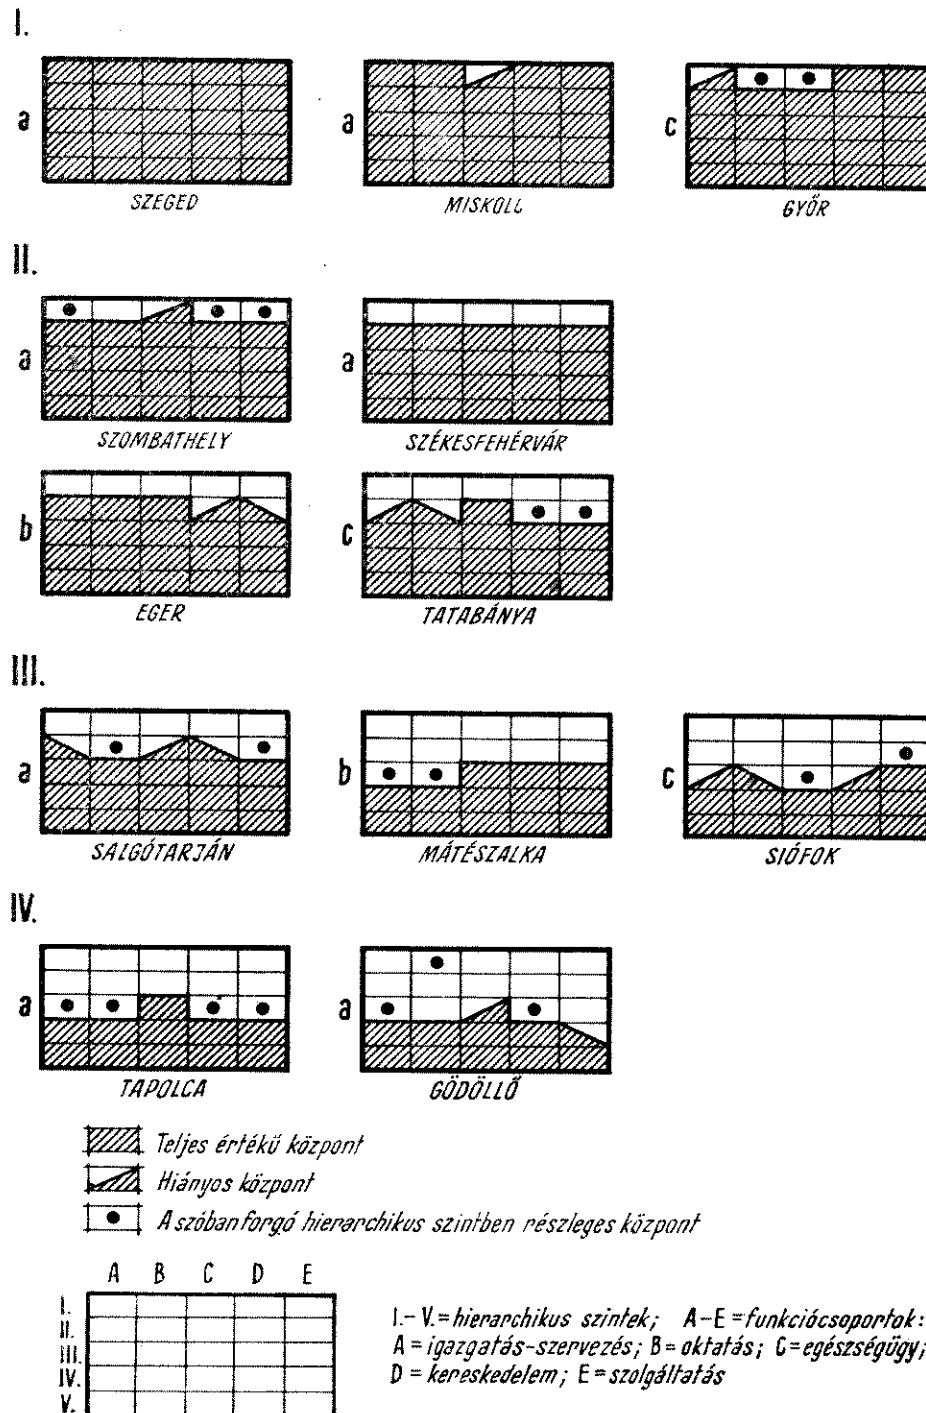 I.
a
a
c
SZEGED
MISKOLC
GYŐR
II.
a
a
SZOMBATHELY
SZÉKESFEHÉRVÁR
b
c
EGER
TATABÁNYA
III.
a
b
c
SALGÓTARJÁN
MÁTÉSZALKA
SIÓFOK
IV.
a
a
TAPOLCA
GÖDÖLLŐ
Teljes értékű központ
Hiányos központ
A szóbanforgó hierarchikus szintben részleges központ
A B C D E
I.
II.
III.
IV.
V.
I.-V.=hierarchikus szintek; A-E=funkciócsoportok:
A=igazgatás-szervezés; B=oktatás; C=egészségügy;
D=kereskedelem; E=szolgáltatás